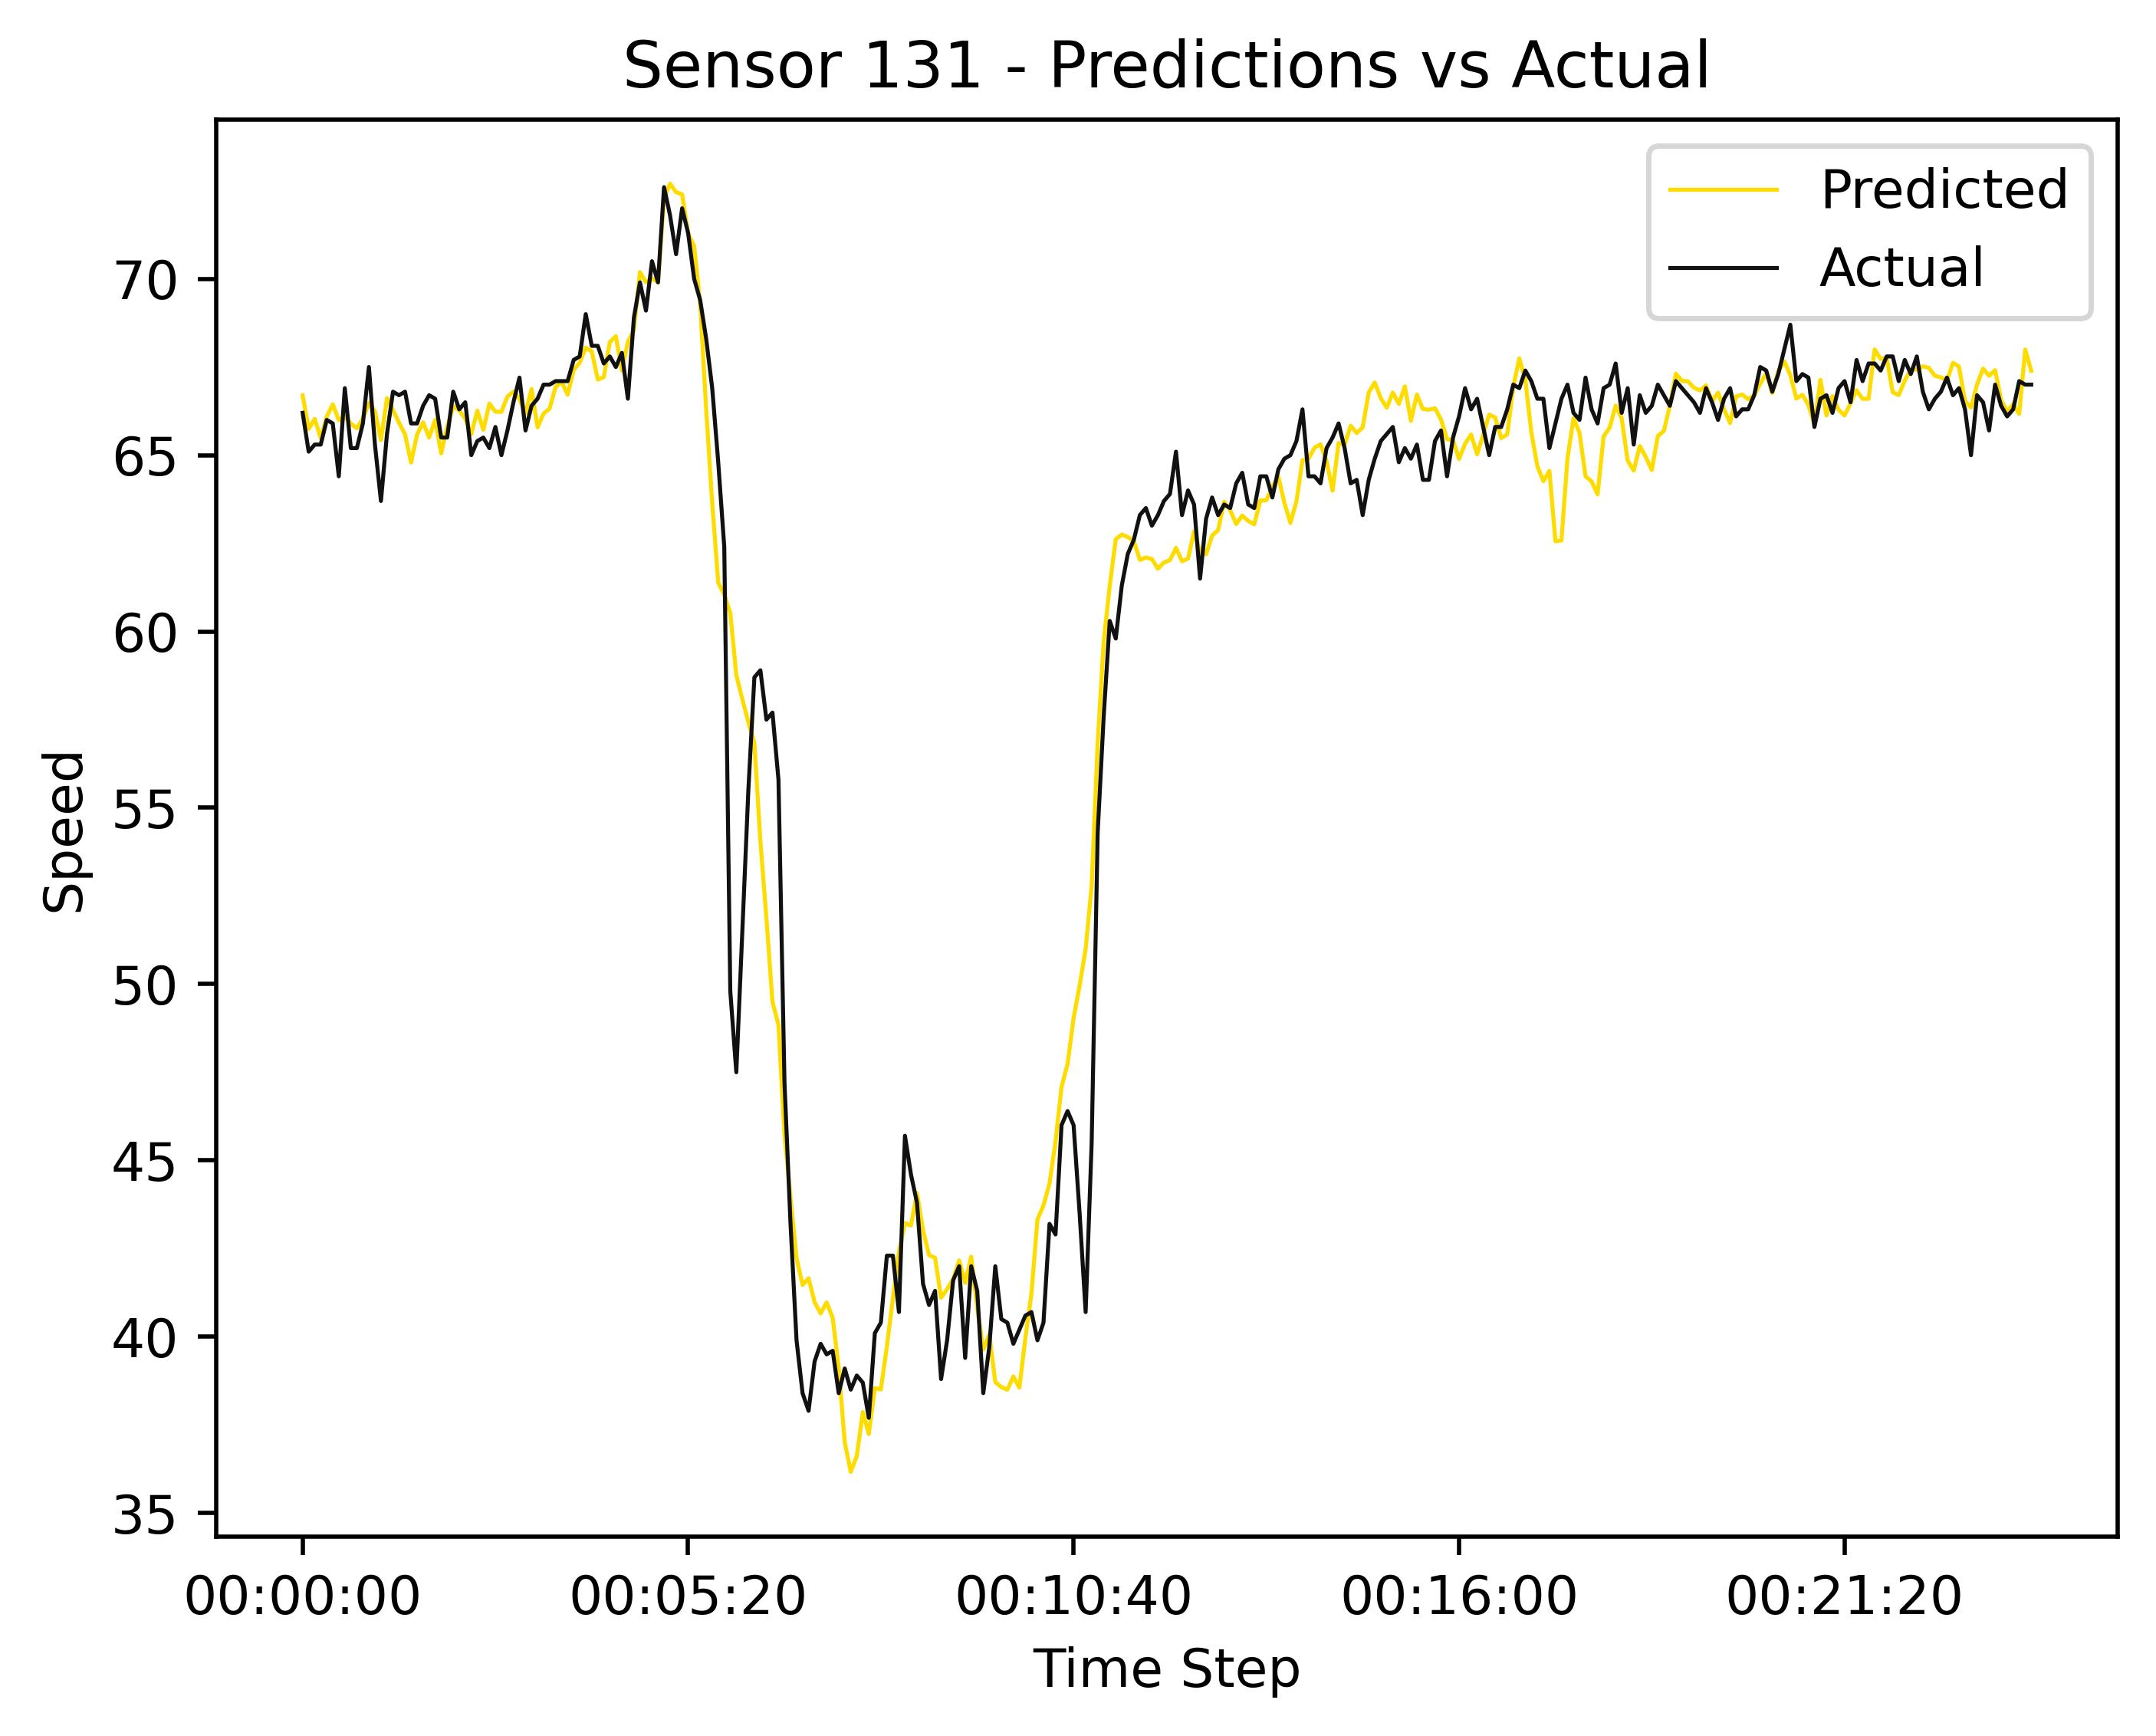 Sensor 131 - Predictions vs Actual
Predicted
Actual
70
65
60
55
50
45
40
35
Speed
00:00:00
00:05:20
00:10:40
00:16:00
00:21:20
Time Step